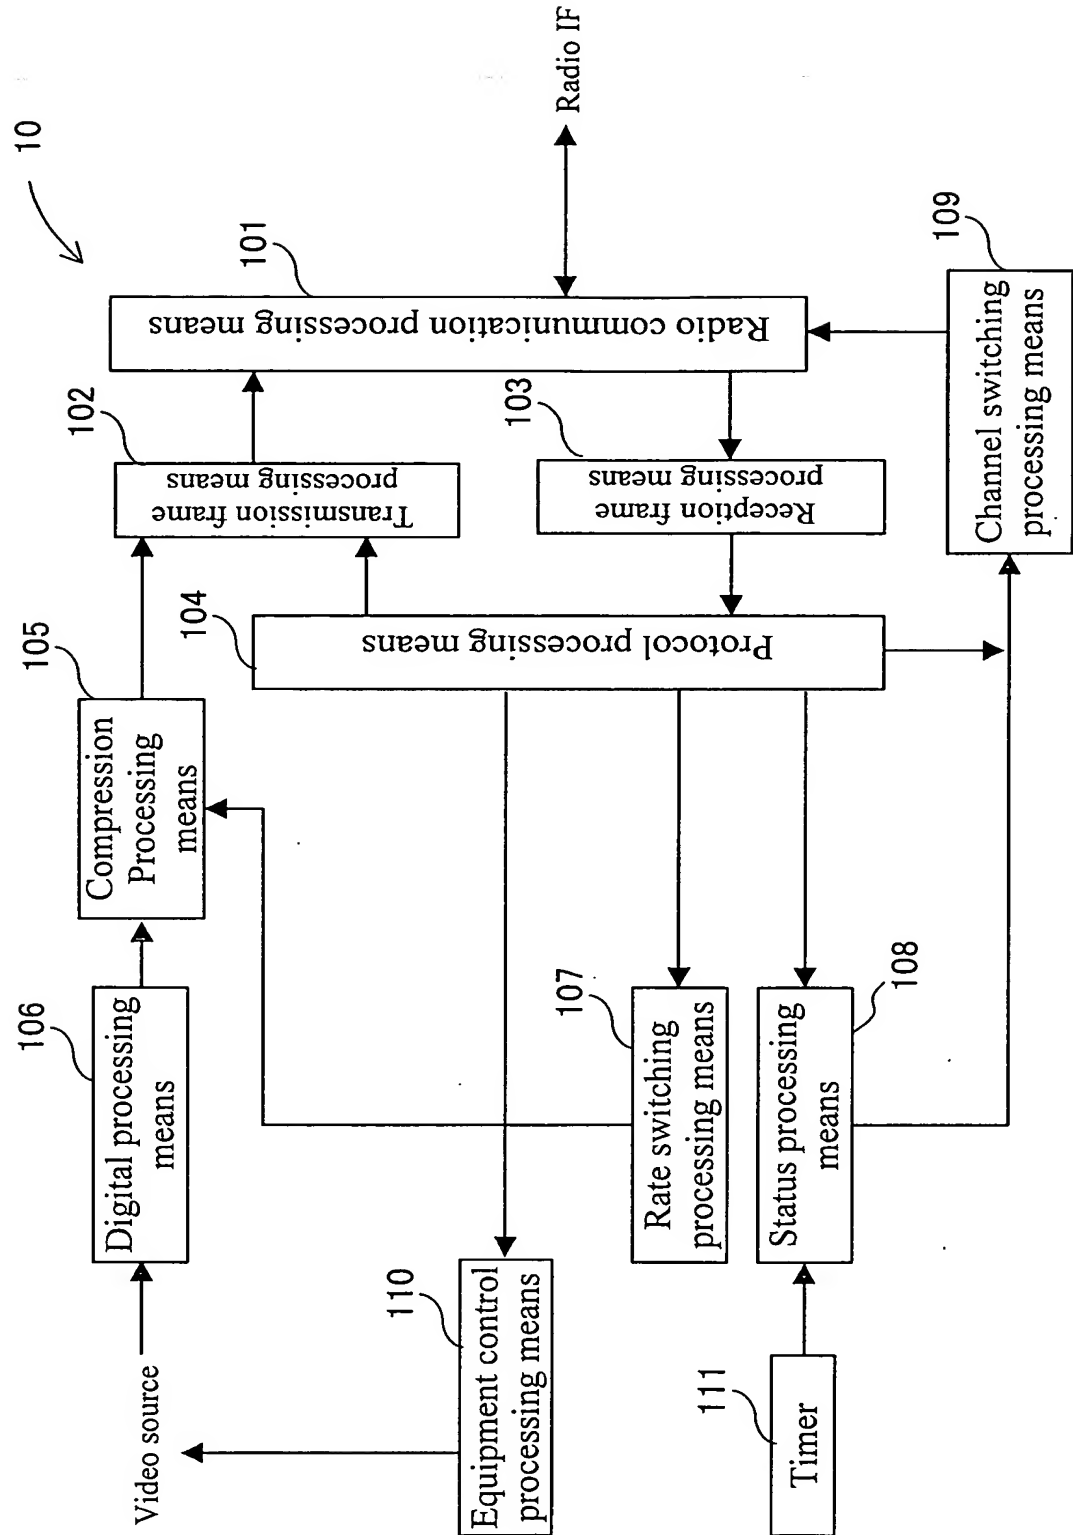 10
Video source
106
Digital processing
means
105
Compression
Processing
means
102
Transmission frame
processing means
101
Radio communication processing means
Radio IF
110
Equipment control
processing means
104
Protocol processing means
103
Reception frame
processing means
107
Rate switching
processing means
111
Timer
Status processing
means
108
109
Channel switching
processing means